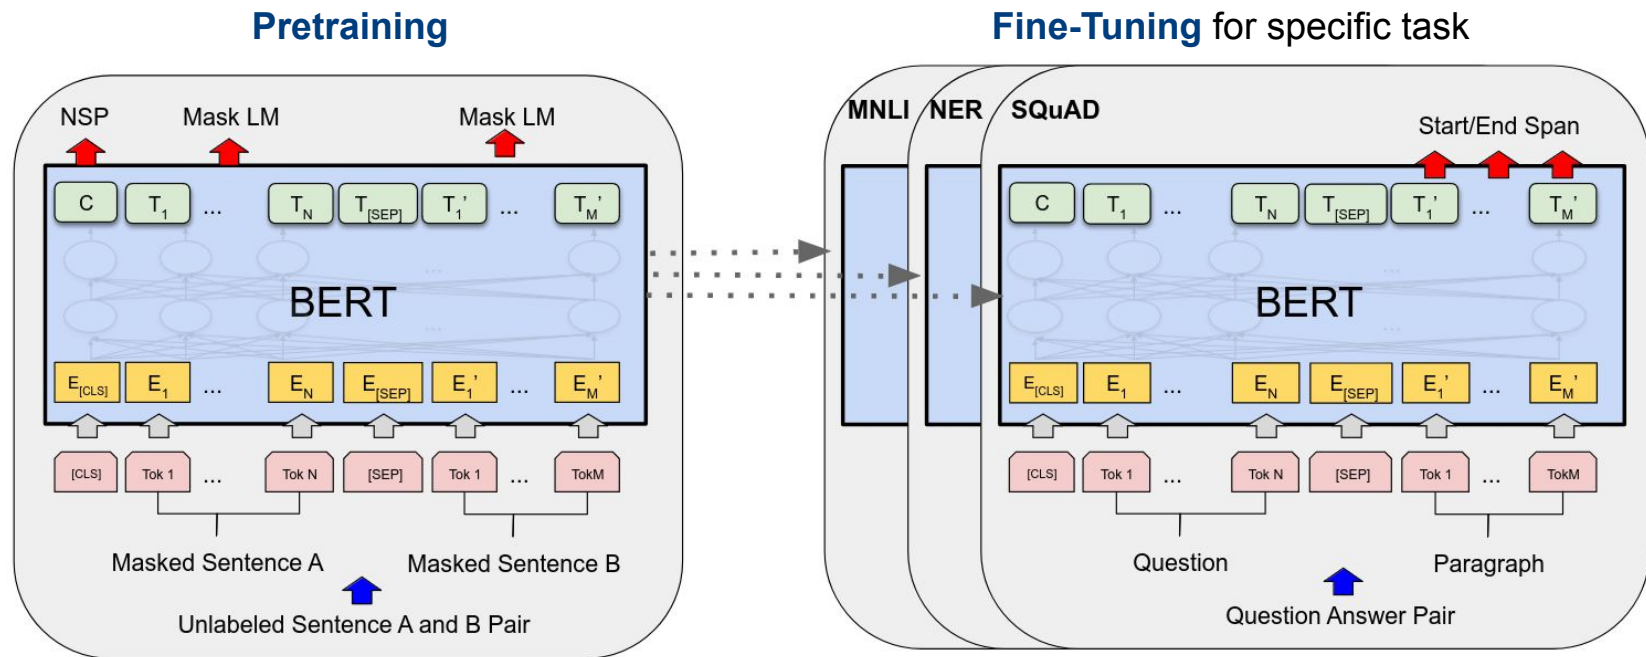 Pretraining
NSP Mask LM Mask LM
C T1 ... TN T[SEP] T1' ... TM'
...
BERT
...
E[CLS] E1 ... EN E[SEP] E1' ... EM'
[CLS] Tok 1 ... Tok N [SEP] Tok 1 ... TokM
Masked Sentence A Masked Sentence B
Unlabeled Sentence A and B Pair
Fine-Tuning for specific task
MNLI NER SQuAD
Start/End Span
C T1 ... TN T[SEP] T1' ... TM'
...
BERT
...
E[CLS] E1 ... EN E[SEP] E1' ... EM'
[CLS] Tok 1 ... Tok N [SEP] Tok 1 ... TokM
Question Paragraph
Question Answer Pair